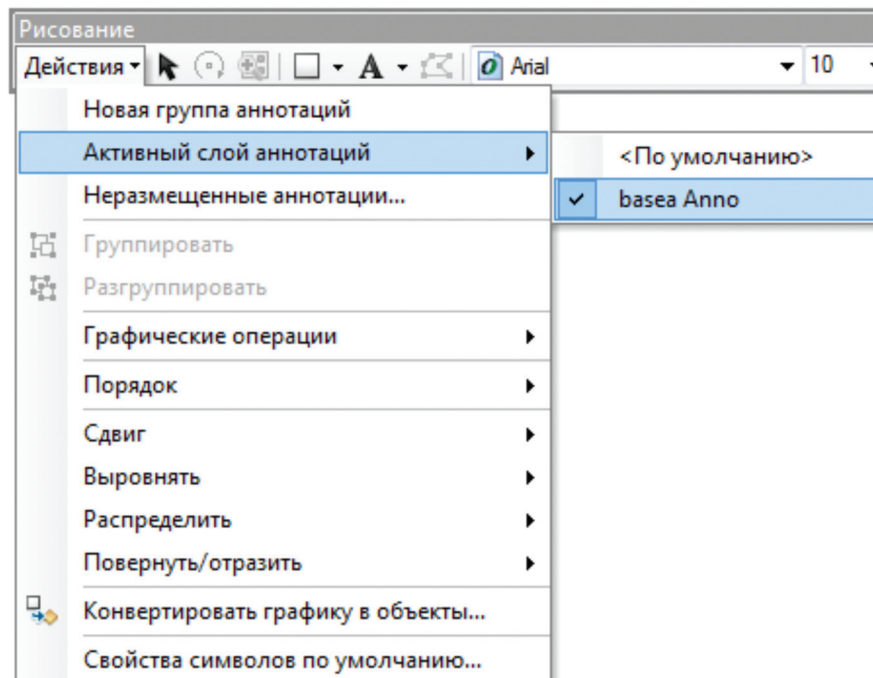 Рисование
Действия Arial 10
Новая группа аннотаций
Активный слой аннотаций
<По умолчанию>
Неразмещенные аннотации...
basea Anno
Группировать
Разгруппировать
Графические операции
Порядок
Сдвиг
Выровнять
Распределить
Повернуть/отразить
Конвертировать графику в объекты...
Свойства символов по умолчанию...